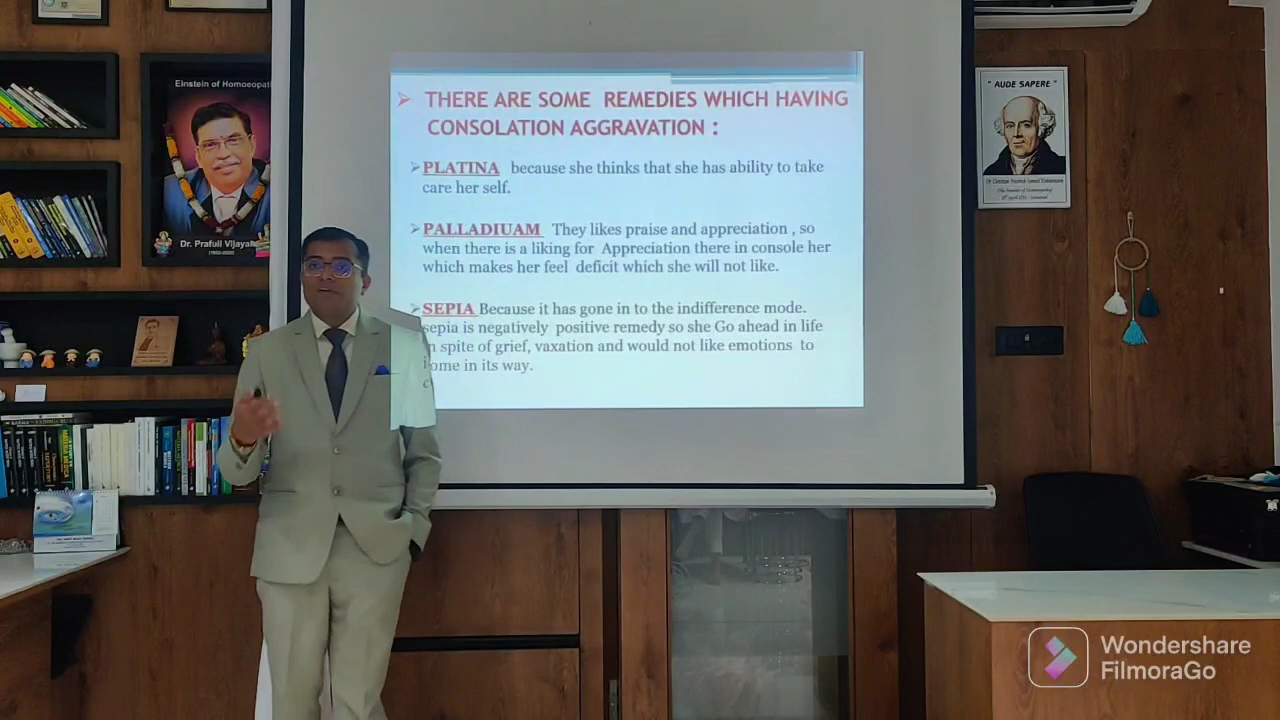 Einstein of Homoeopath
Dr. Prafull Vijayak
" AUDE SAPERE "
➢ THERE ARE SOME REMEDIES WHICH HAVING
CONSOLATION AGGRAVATION :
➢PLATINA because she thinks that she has ability to take
care her self.
➢PALLADIUAM They likes praise and appreciation , so
when there is a liking for Appreciation there in console her
which makes her feel deficit which she will not like.
➢SEPIA Because it has gone in to the indifference mode.
sepia is negatively positive remedy so she Go ahead in life
n spite of grief, vaxation and would not like emotions to
ome in its way.
Wondershare
FilmoraGo